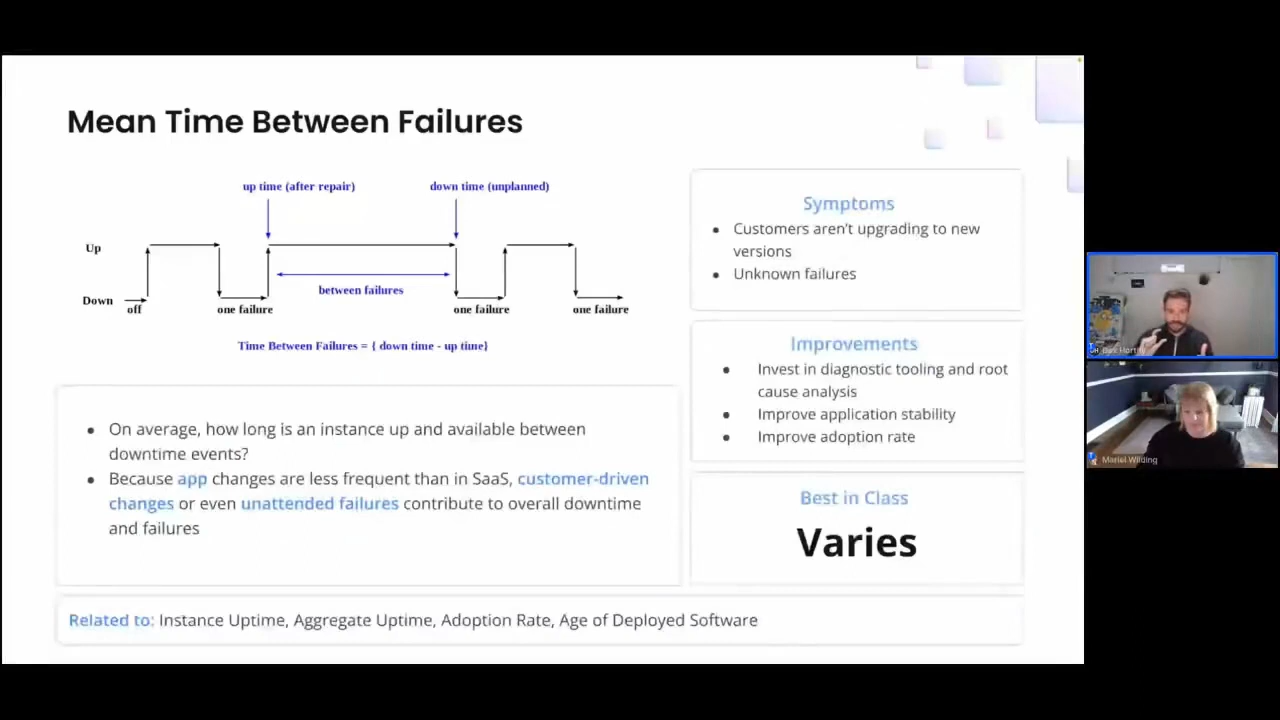 Mean Time Between Failures
up time (after repair)
down time (unplanned)
Up
between failures
Down
off
one failure
one failure
one failure
Time Between Failures = { down time - up time}
On average, how long is an instance up and available between
downtime events?
Because app changes are less frequent than in SaaS, customer-driven
changes or even unattended failures contribute to overall downtime
and failures
Symptoms
Customers aren’t upgrading to new
versions
Unknown failures
Improvements
Invest in diagnostic tooling and root
cause analysis
Improve application stability
Improve adoption rate
Best in Class
Varies
Related to: Instance Uptime, Aggregate Uptime, Adoption Rate, Age of Deployed Software
Mariel Wilding